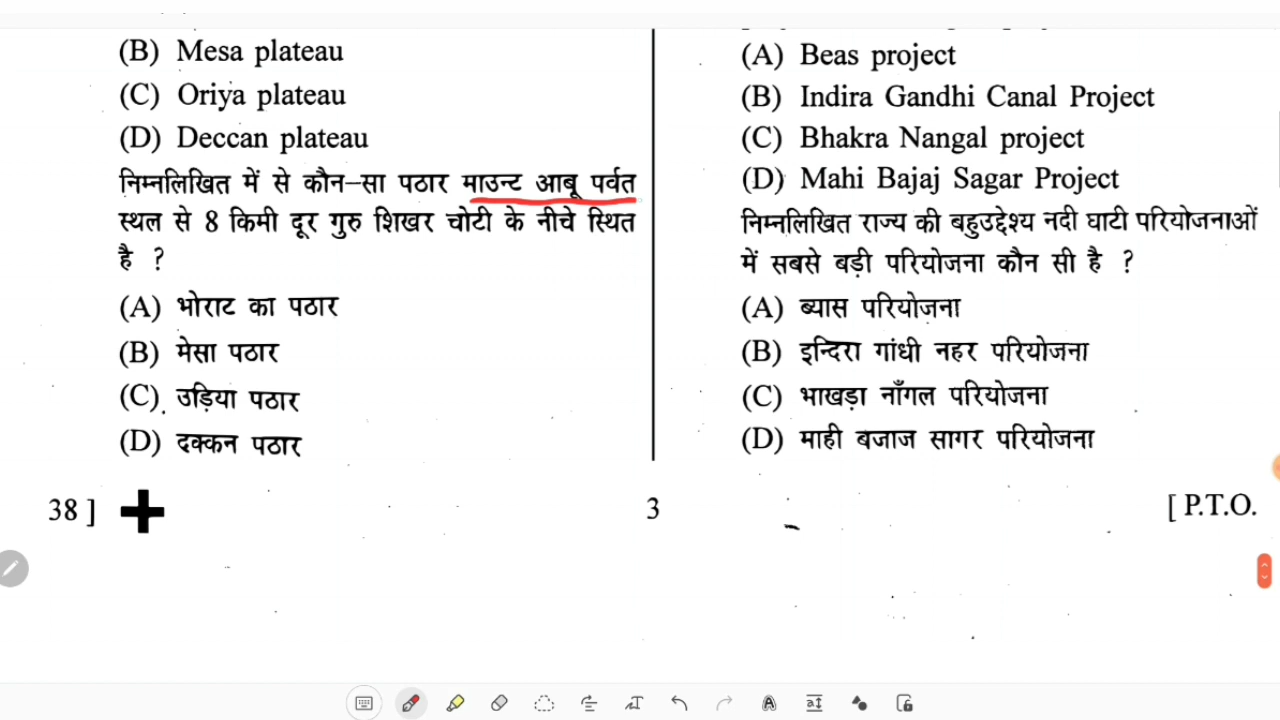 (B) Mesa plateau
(C) Oriya plateau
(D) Deccan plateau
निम्नलिखित में से कौन-सा पठार माउन्ट आबू पर्वत
स्थल से 8 किमी दूर गुरु शिखर चोटी के नीचे स्थित
है ?
(A) भोराट का पठार
(B) मेसा पठार
(C) उड़िया पठार
(D) दक्कन पठार
(A) Beas project
(B) Indira Gandhi Canal Project
(C) Bhakra Nangal project
(D) Mahi Bajaj Sagar Project
निम्नलिखित राज्य की बहुउद्देश्य नदी घाटी परियोजनाओं
में सबसे बड़ी परियोजना कौन सी है ?
(A) ब्यास परियोजना
(B) इन्दिरा गांधी नहर परियोजना
(C) भाखड़ा नाँगल परियोजना
(D) माही बजाज सागर परियोजना
38 ] 3 [ P.T.O.